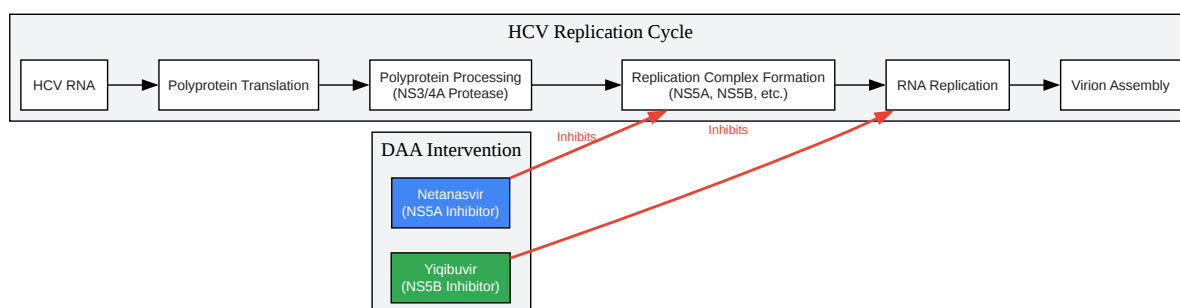 HCV Replication Cycle
HCV RNA
Polyprotein Translation
Polyprotein Processing
(NS3/4A Protease)
Replication Complex Formation
(NS5A, NS5B, etc.)
RNA Replication
Virion Assembly
Inhibits
Inhibits
DAA Intervention
Netanasvir
(NS5A Inhibitor)
Yiqibuvir
(NS5B Inhibitor)